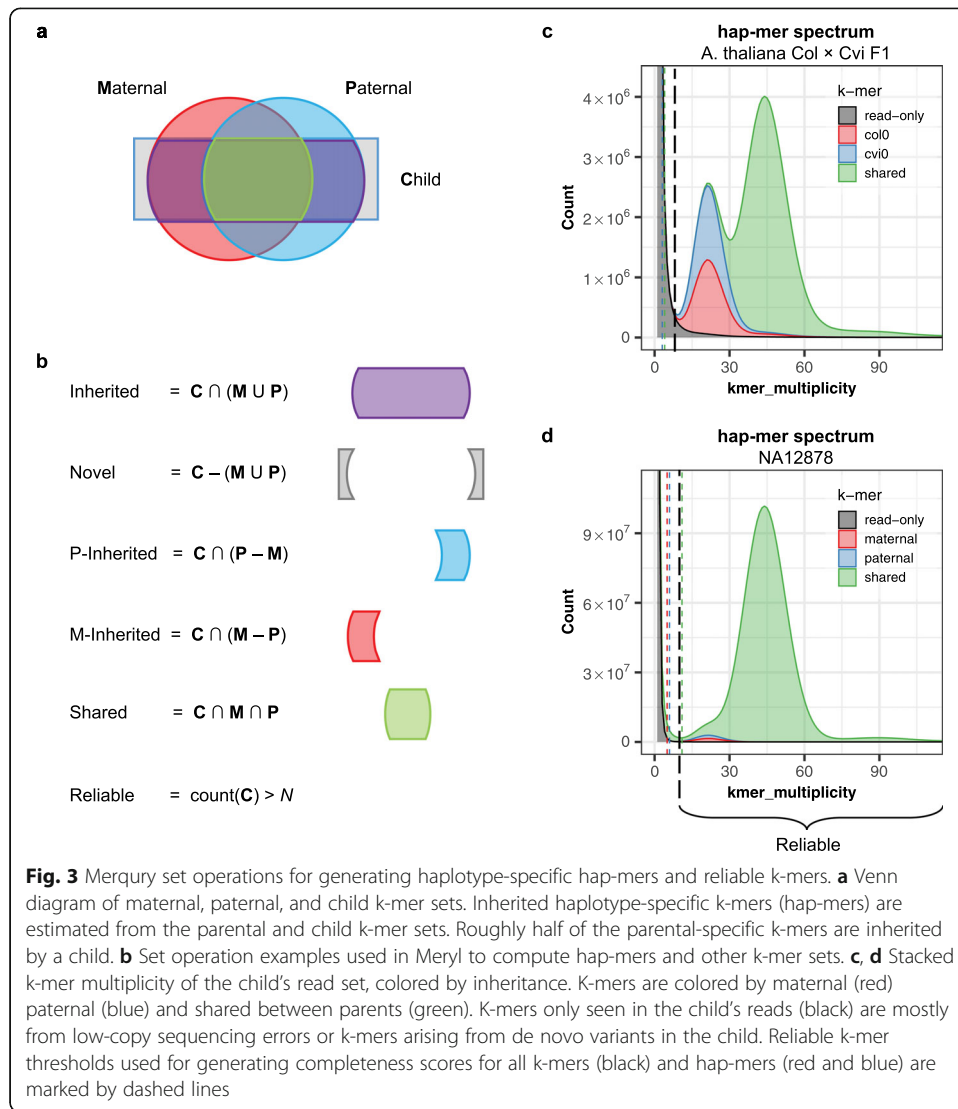 a
Maternal
Paternal
Child
b
Inherited = C ∩ (M ∪ P)
Novel = C – (M ∪ P)
P-Inherited = C ∩ (P – M)
M-Inherited = C ∩ (M – P)
Shared = C ∩ M ∩ P
Reliable = count(C) > N
c
hap-mer spectrum
A. thaliana Col × Cvi F1
k-mer
read-only
col0
cvi0
shared
4 × 10⁶
3 × 10⁶
2 × 10⁶
1 × 10⁶
0
Count
0 30 60 90
kmer_multiplicity
d
hap-mer spectrum
NA12878
k-mer
read-only
maternal
paternal
shared
9 × 10⁷
6 × 10⁷
3 × 10⁷
0
Count
0 30 60 90
kmer_multiplicity
Reliable
Fig. 3 Merqury set operations for generating haplotype-specific hap-mers and reliable k-mers. a Venn
diagram of maternal, paternal, and child k-mer sets. Inherited haplotype-specific k-mers (hap-mers) are
estimated from the parental and child k-mer sets. Roughly half of the parental-specific k-mers are inherited
by a child. b Set operation examples used in Meryl to compute hap-mers and other k-mer sets. c, d Stacked
k-mer multiplicity of the child's read set, colored by inheritance. K-mers are colored by maternal (red)
paternal (blue) and shared between parents (green). K-mers only seen in the child's reads (black) are mostly
from low-copy sequencing errors or k-mers arising from de novo variants in the child. Reliable k-mer
thresholds used for generating completeness scores for all k-mers (black) and hap-mers (red and blue) are
marked by dashed lines